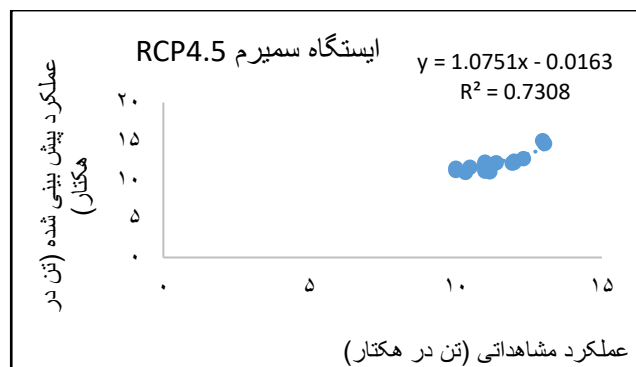 ایستگاه سمیرم RCP4.5
y = 1.0751x - 0.0163
R² = 0.7308
عملکرد پیش بینی شده (تن در
هکتار)
۲۰
۱۵
۱۰
۵
۰
۰ ۵ ۱۰ ۱۵
عملکرد مشاهداتی (تن در هکتار)